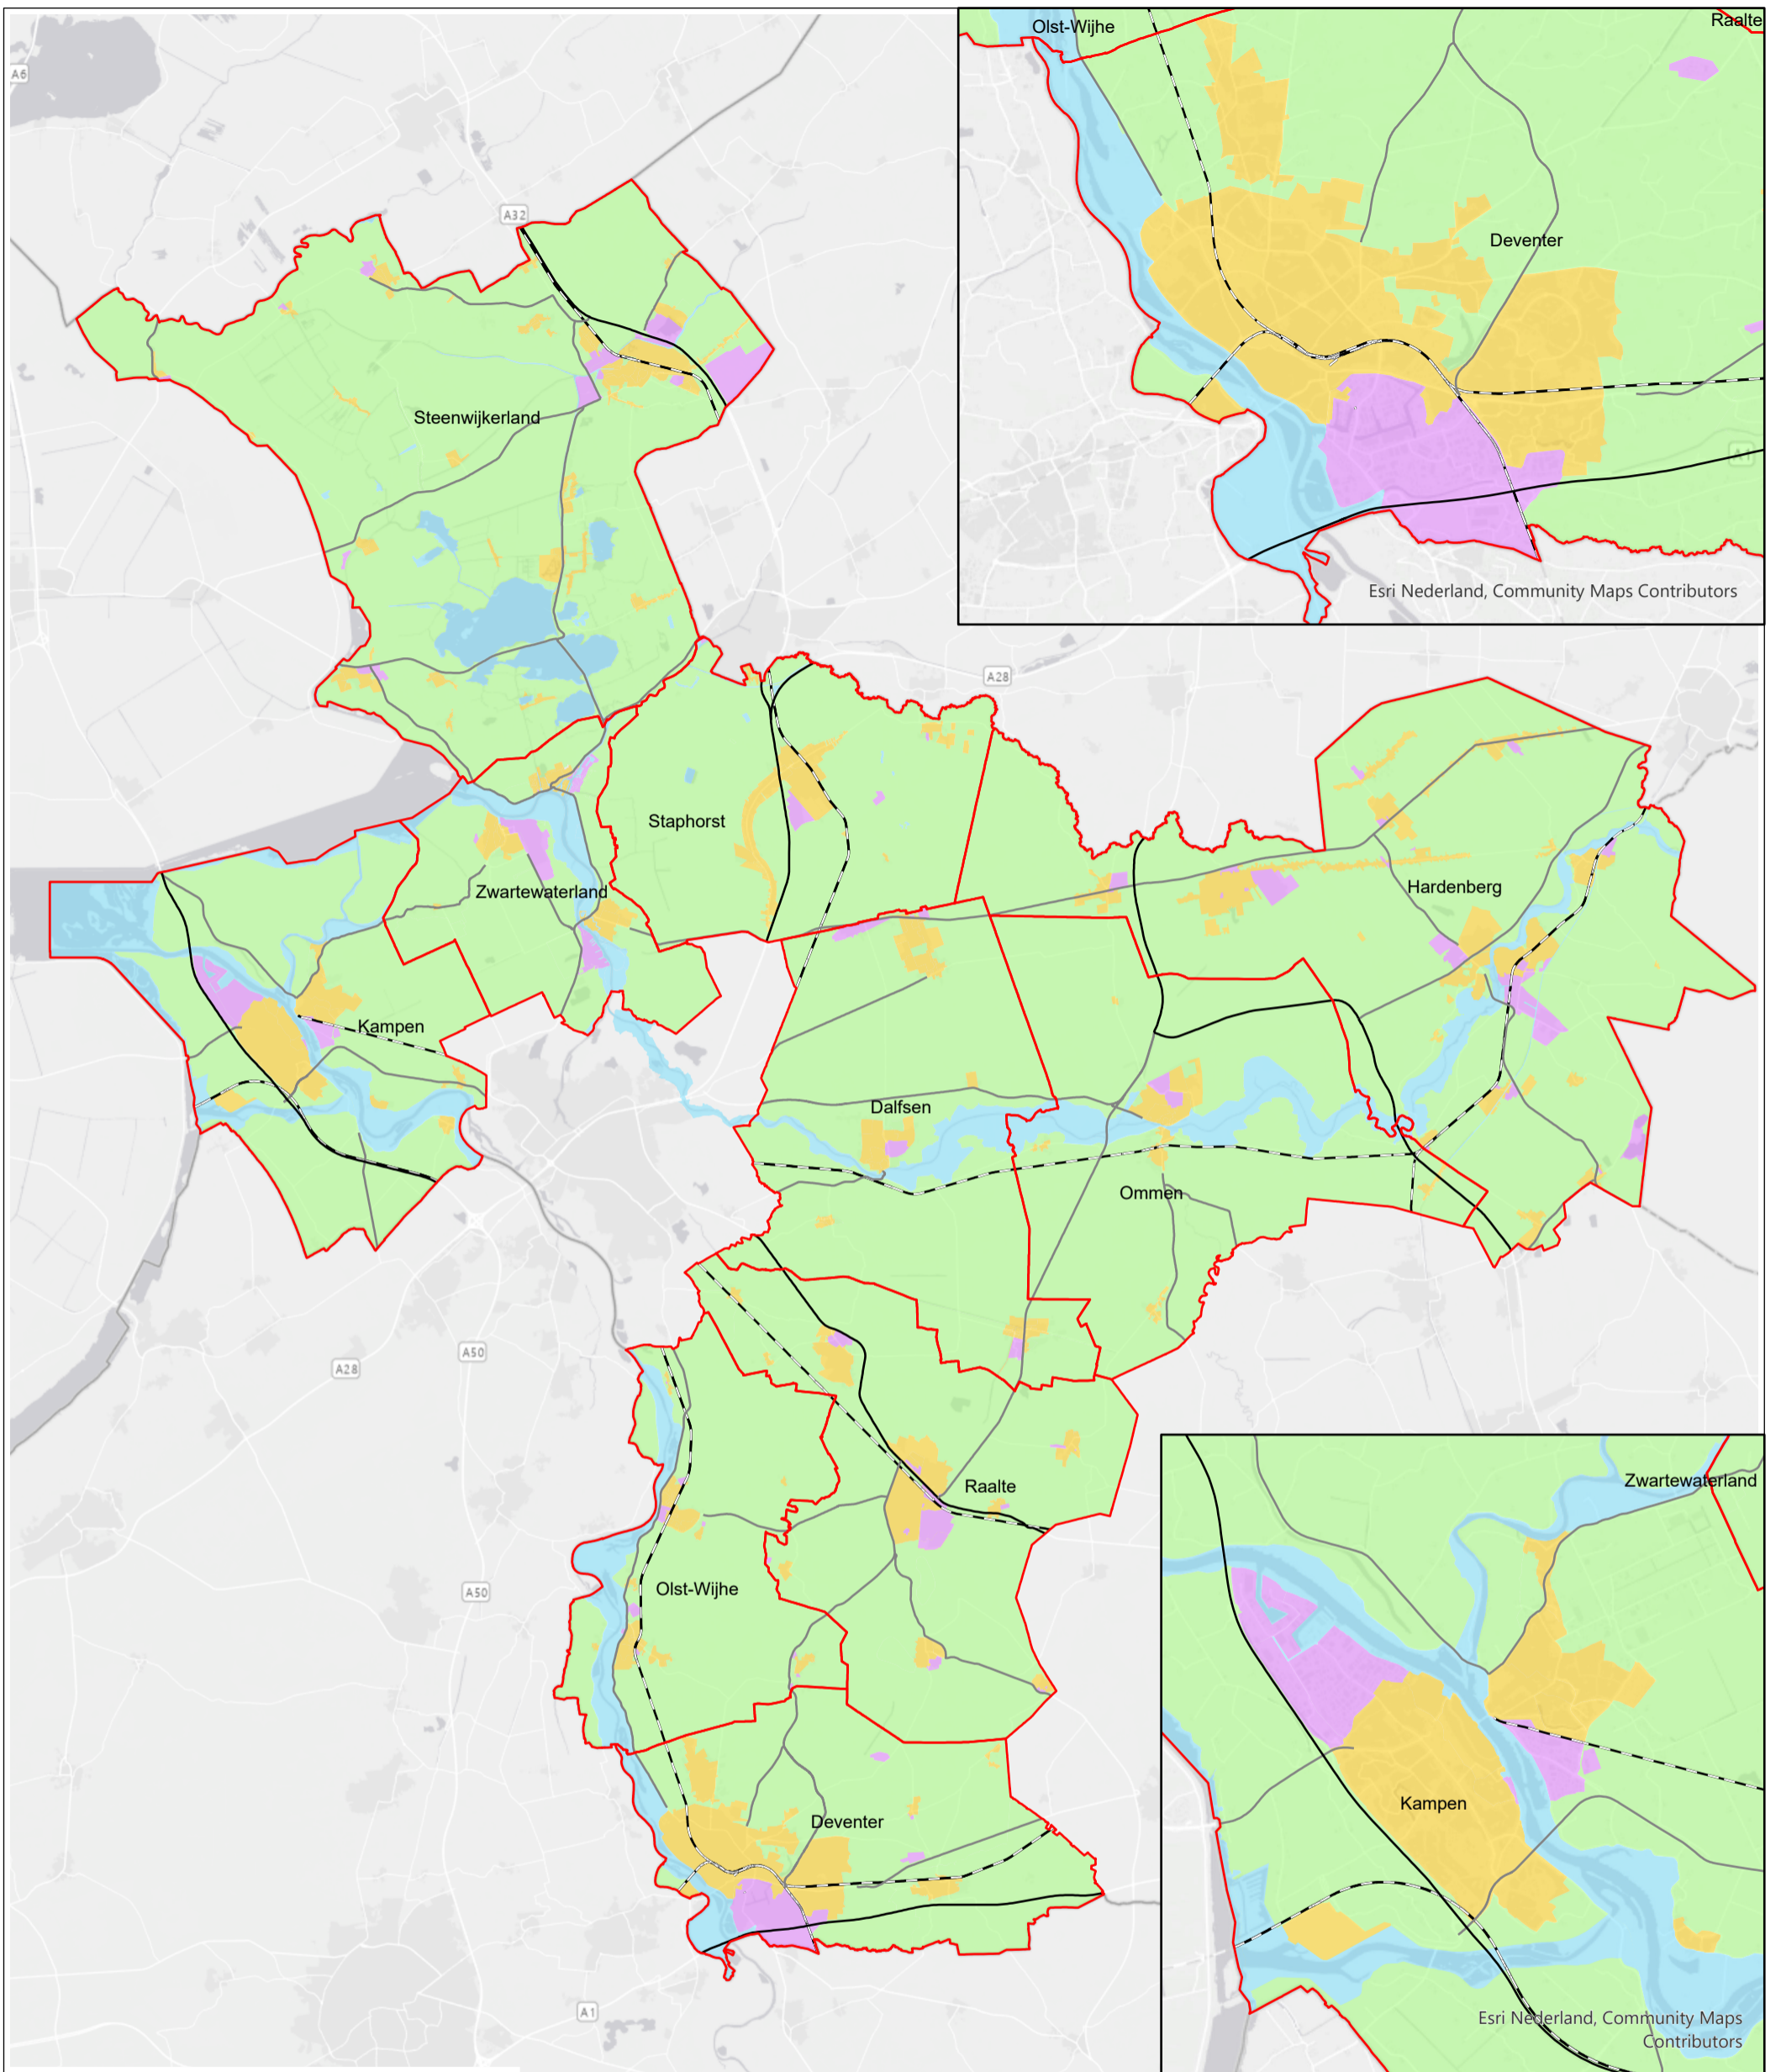 Olst-Wijhe
Raalte
A6
A32
Deventer
A1
Steenwijkerland
Esri Nederland, Community Maps Contributors
A28
Staphorst
Hardenberg
Zwartewaterland
Kampen
Dalfsen
Ommen
A50
A28
Raalte
Zwartewaterland
A50
Olst-Wijhe
Kampen
Deventer
A1
Esri Nederland, Community Maps
Contributors